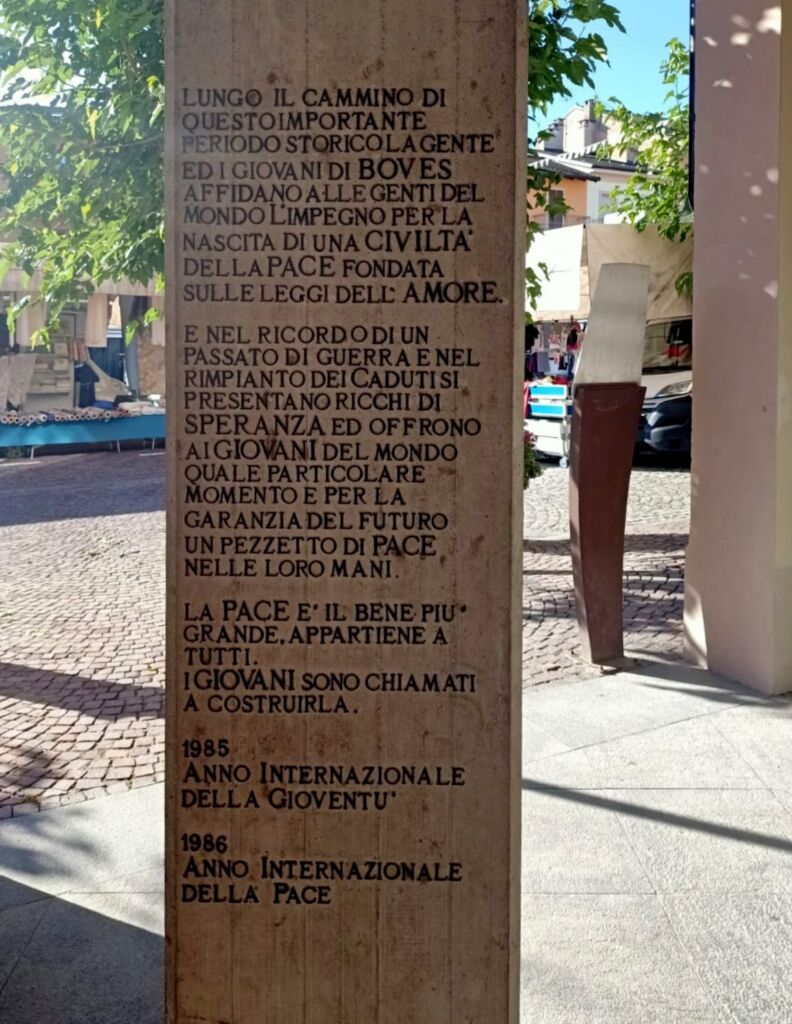 LUNGO IL CAMMINO DI
QUESTO IMPORTANTE
PERIODO STORICO LA GENTE
ED I GIOVANI DI BOVES
AFFIDANO ALLE GENTI DEL
MONDO L'IMPEGNO PER LA
NASCITA DI UNA CIVILTA'
DELLA PACE FONDATA
SULLE LEGGI DELL' AMORE.
E NEL RICORDO DI UN
PASSATO DI GUERRA E NEL
RIMPIANTO DEI CADUTI SI
PRESENTANO RICCHI DI
SPERANZA ED OFFRONO
AI GIOVANI DEL MONDO
QUALE PARTICOLARE
MOMENTO E PER LA
GARANZIA DEL FUTURO
UN PEZZETTO DI PACE
NELLE LORO MANI.
LA PACE E' IL BENE PIU'
GRANDE, APPARTIENE A
TUTTI.
I GIOVANI SONO CHIAMATI
A COSTRUIRLA.
1985
ANNO INTERNAZIONALE
DELLA GIOVENTU'
1986
ANNO INTERNAZIONALE
DELLA PACE